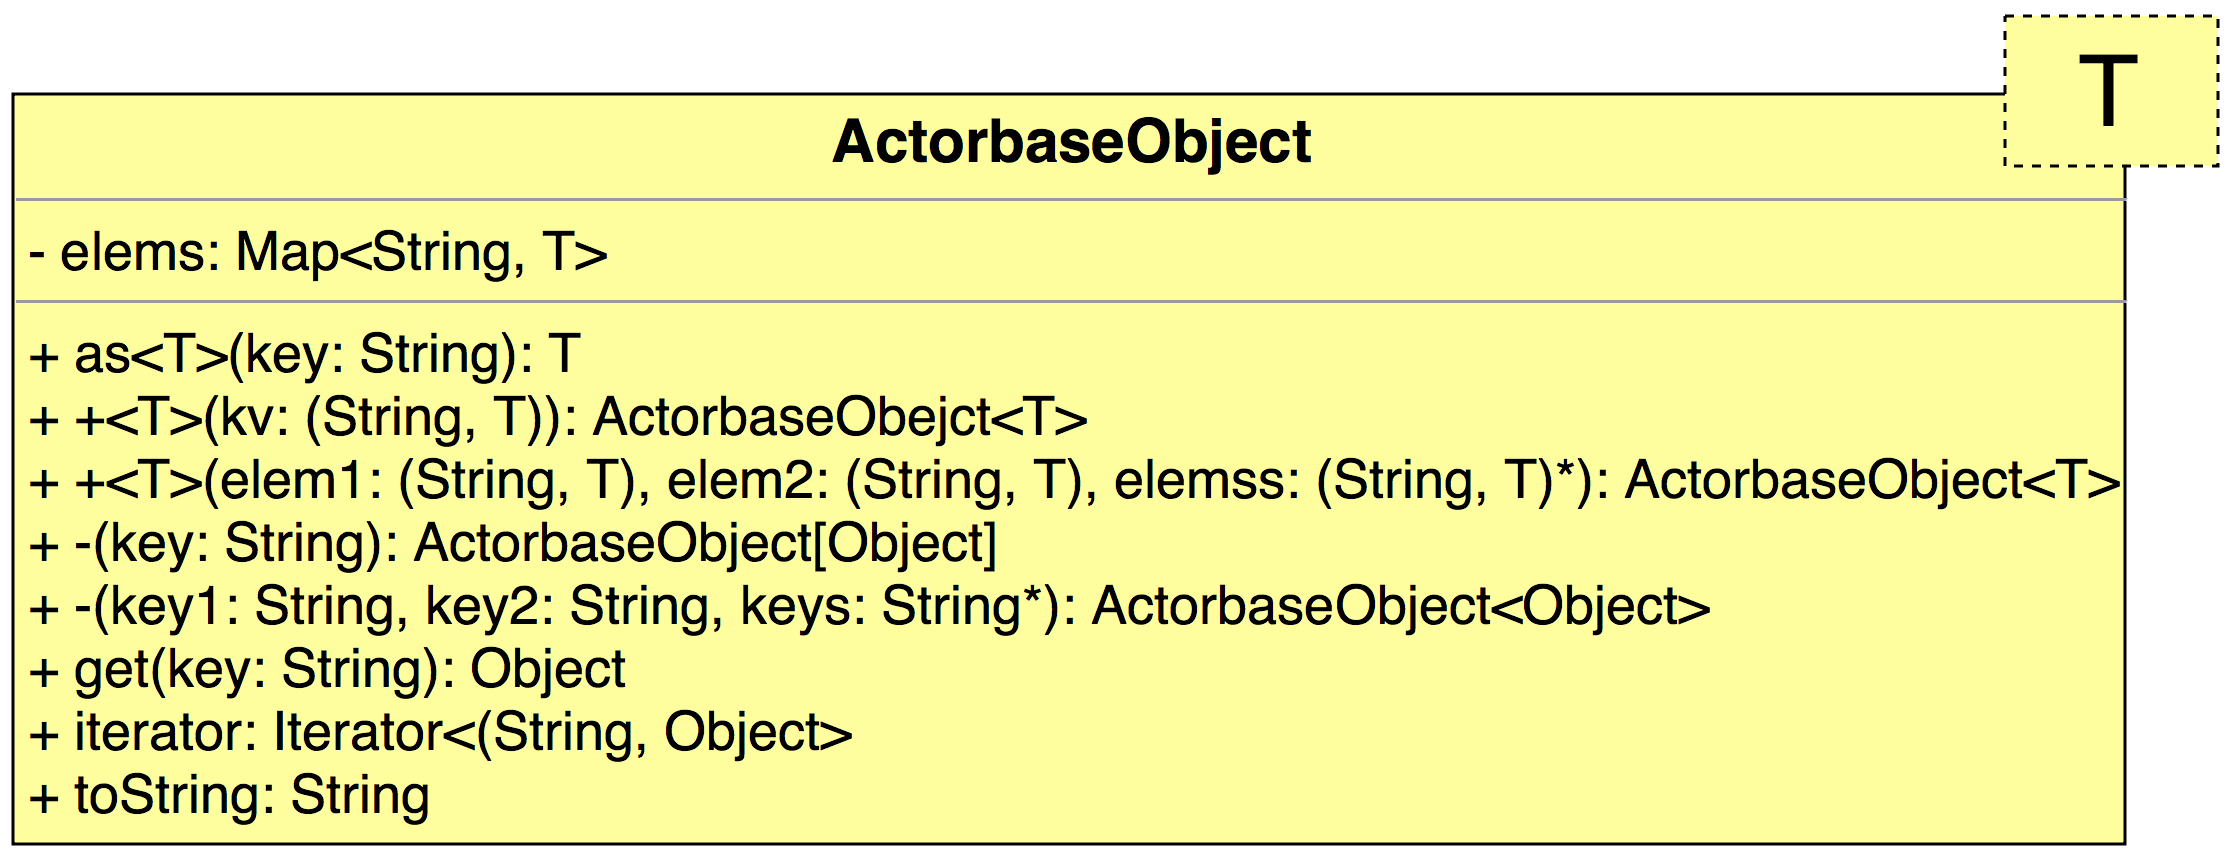 T
ActorbaseObject
- elems: Map<String, T>
+ as<T>(key: String): T
+ +<T>(kv: (String, T)): ActorbaseObejct<T>
+ +<T>(elem1: (String, T), elem2: (String, T), elemss: (String, T)*): ActorbaseObject<T>
+ -(key: String): ActorbaseObject[Object]
+ -(key1: String, key2: String, keys: String*): ActorbaseObject<Object>
+ get(key: String): Object
+ iterator: Iterator<(String, Object>
+ toString: String